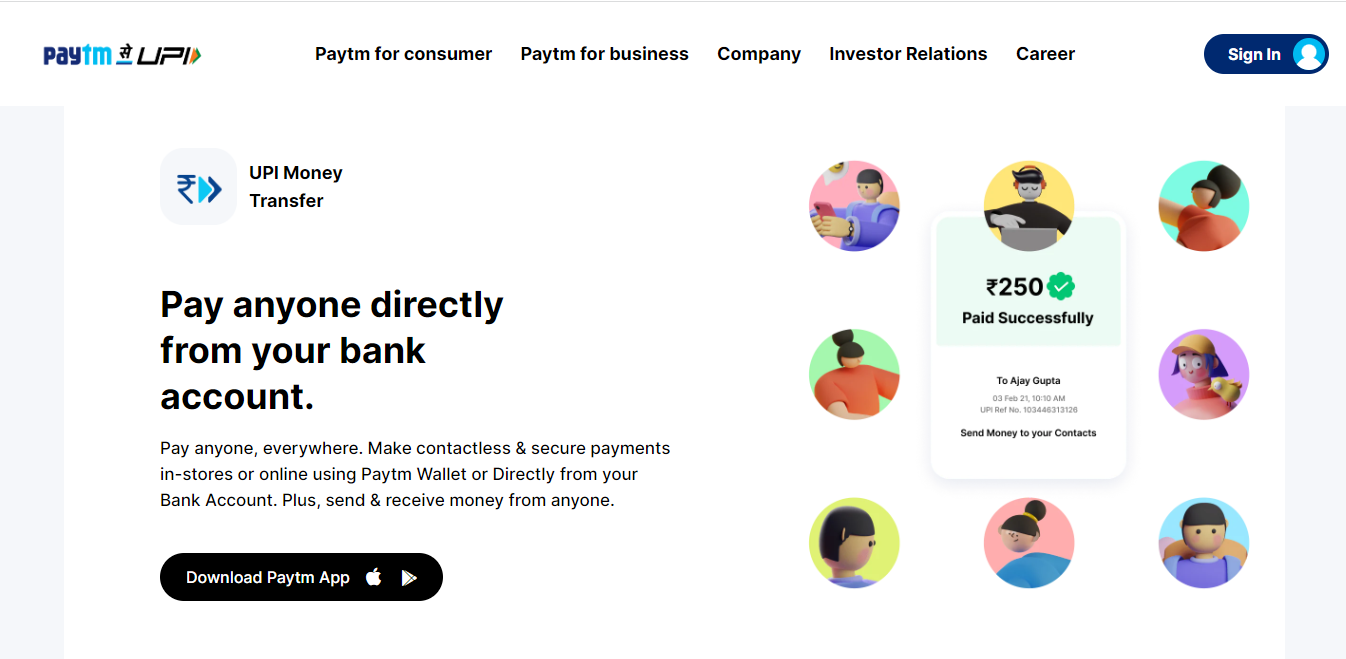 paytm से UPI
Paytm for consumer
Paytm for business
Company
Investor Relations
Career
Sign In
UPI Money
Transfer
Pay anyone directly
from your bank
account.
Pay anyone, everywhere. Make contactless & secure payments
in-stores or online using Paytm Wallet or Directly from your
Bank Account. Plus, send & receive money from anyone.
Download Paytm App
₹250
Paid Successfully
To Ajay Gupta
03 Feb 21, 10:10 AM
UPI Ref No. 103446313126
Send Money to your Contacts